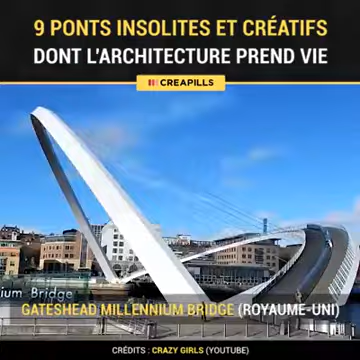 9 PONTS INSOLITES ET CRÉATIFS
DONT L'ARCHITECTURE PREND VIE
CREAPILLS
ium Bridge
GATESHEAD MILLENNIUM BRIDGE (ROYAUME-UNI)
CRÉDITS : CRAZY GIRLS (YOUTUBE)